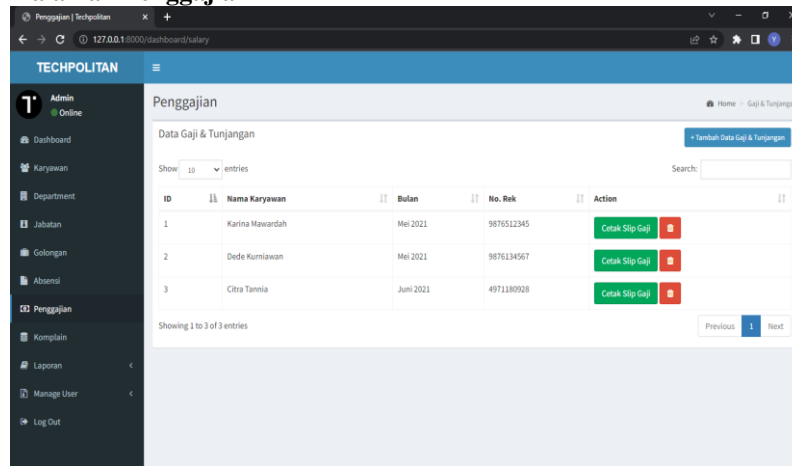 Penggajian | Techpolitan
127.0.0.1:8000/dashboard/salary
TECHPOLITAN
Admin
Online
Dashboard
Karyawan
Department
Jabatan
Golongan
Absensi
Penggajian
Komplain
Laporan
Manage User
Log Out
Penggajian
Home > Gaji & Tunjanga
Data Gaji & Tunjangan
+ Tambah Data Gaji & Tunjangan
Show 10 entries
Search:
ID Nama Karyawan Bulan No. Rek Action
1 Karina Mawardah Mei 2021 9876512345 Cetak Slip Gaji
2 Dede Kurniawan Mei 2021 9876134567 Cetak Slip Gaji
3 Citra Tannia Juni 2021 4971180928 Cetak Slip Gaji
Showing 1 to 3 of 3 entries
Previous 1 Next